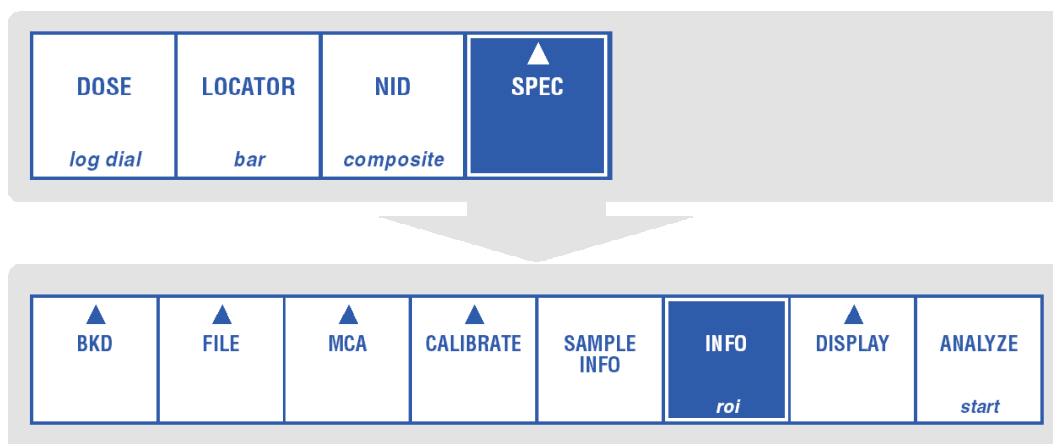 DOSE LOCATOR NID SPEC
log dial bar composite
BKD FILE MCA CALIBRATE SAMPLE INFO INFO DISPLAY ANALYZE
roi start